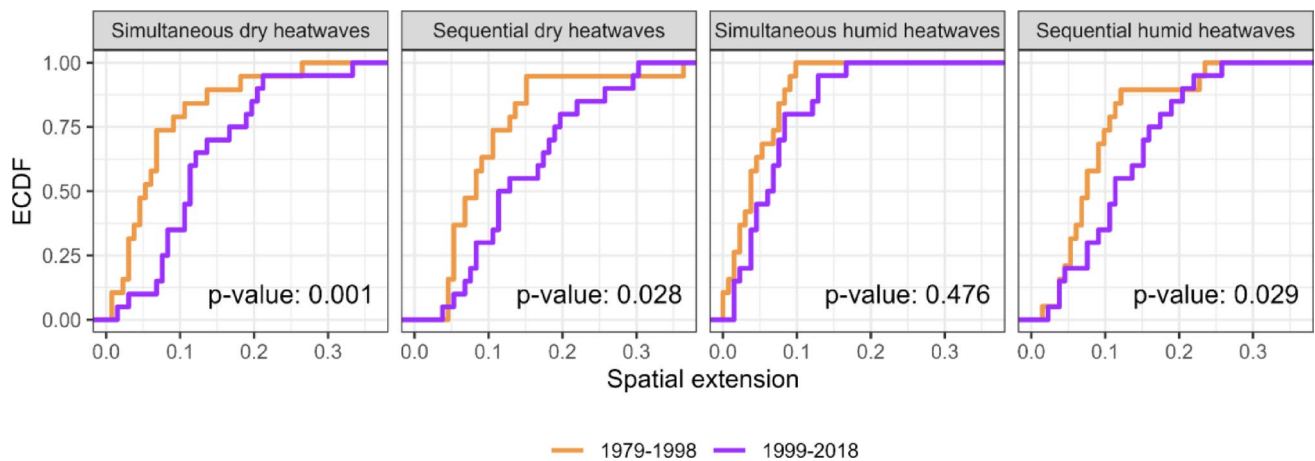 Simultaneous dry heatwaves
Sequential dry heatwaves
Simultaneous humid heatwaves
Sequential humid heatwaves
ECDF
1.00
0.75
0.50
0.25
0.00
p-value: 0.001
p-value: 0.028
p-value: 0.476
p-value: 0.029
0.0 0.1 0.2 0.3
0.0 0.1 0.2 0.3
0.0 0.1 0.2 0.3
0.0 0.1 0.2 0.3
Spatial extension
1979-1998
1999-2018